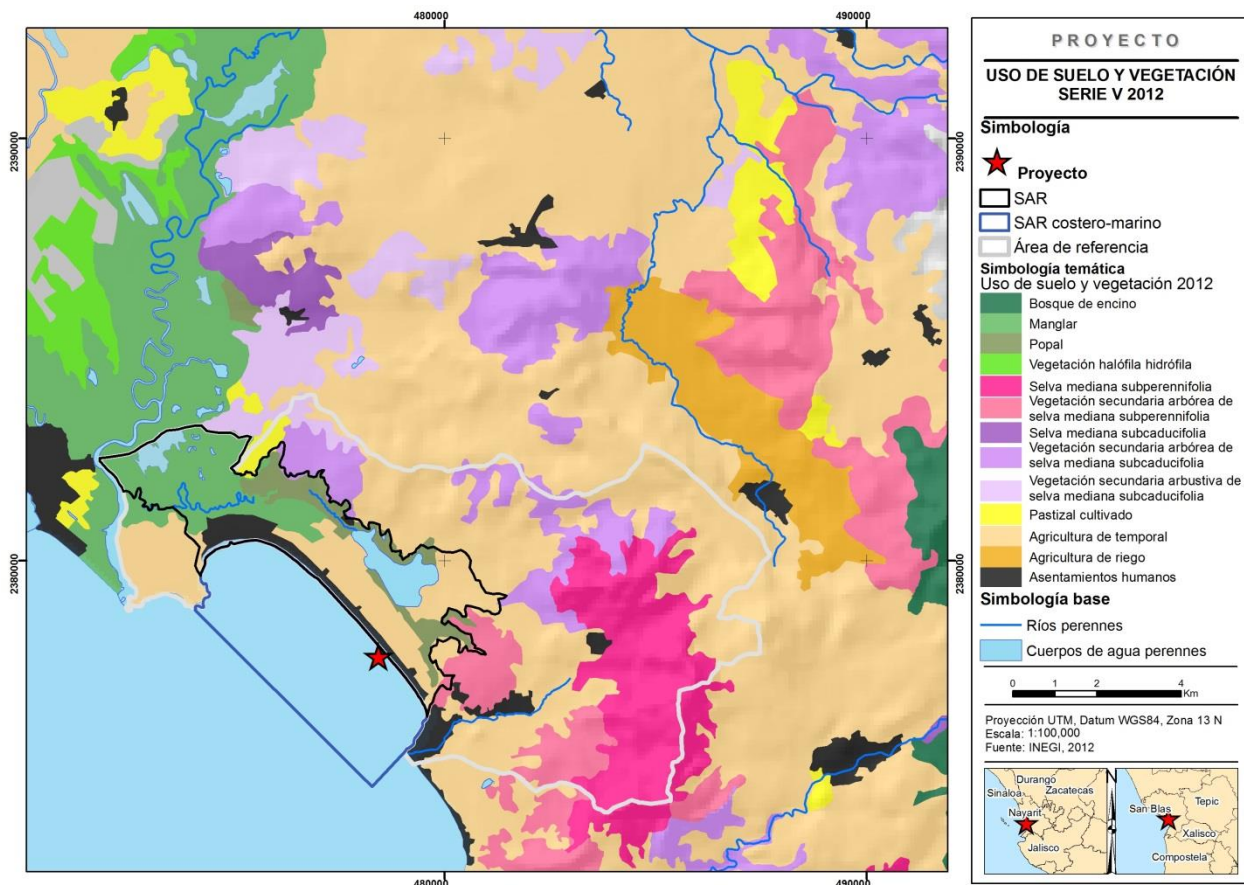 480000
490000
2390000
2390000
2380000
2380000
480000
490000
PROYECTO
USO DE SUELO Y VEGETACIÓN
SERIE V 2012
Simbología
Proyecto
SAR
SAR costero-marino
Área de referencia
Simbología temática
Uso de suelo y vegetación 2012
Bosque de encino
Manglar
Popal
Vegetación halófila hidrófila
Selva mediana subperennifolia
Vegetación secundaria arbórea de
selva mediana subperennifolia
Selva mediana subcaducifolia
Vegetación secundaria arbórea de
selva mediana subcaducifolia
Vegetación secundaria arbustiva de
selva mediana subcaducifolia
Pastizal cultivado
Agricultura de temporal
Agricultura de riego
Asentamientos humanos
Simbología base
Ríos perennes
Cuerpos de agua perennes
0 1 2 4
Km
Proyección UTM, Datum WGS84, Zona 13 N
Escala: 1:100,000
Fuente: INEGI, 2012
Durango
Sinaloa
Zacatecas
Nayarit
Jalisco
San Blas
Tepic
Xalisco
Compostela